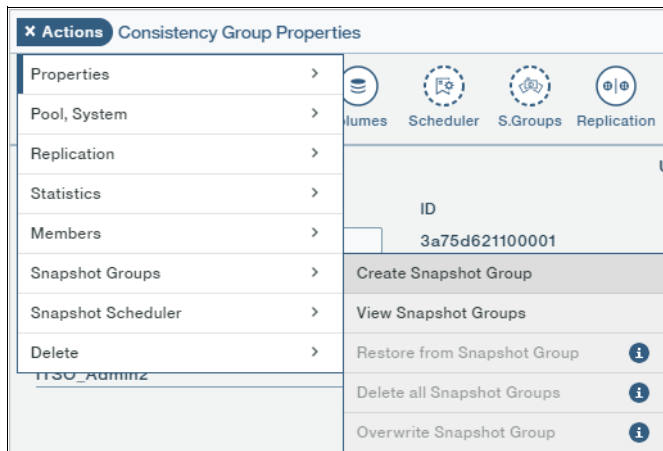 × Actions Consistency Group Properties
Properties
Pool, System
Replication
Statistics
Members
Snapshot Groups
Snapshot Scheduler
Delete
Scheduler
S.Groups
Replication
ID
3a75d621100001
Create Snapshot Group
View Snapshot Groups
Restore from Snapshot Group
Delete all Snapshot Groups
Overwrite Snapshot Group
ITSO_Admin2